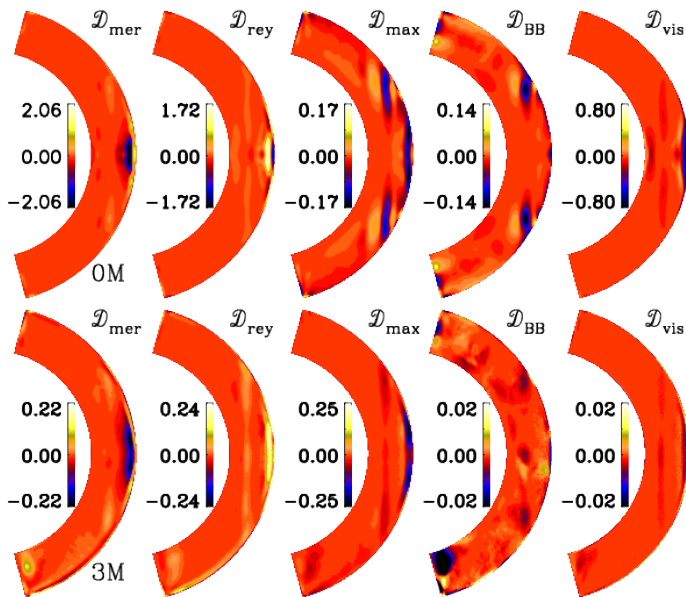 𝒟mer 𝒟rey 𝒟max 𝒟BB 𝒟vis
2.06 1.72 0.17 0.14 0.80
0.00 0.00 0.00 0.00 0.00
−2.06 −1.72 −0.17 −0.14 −0.80
0M
𝒟mer 𝒟rey 𝒟max 𝒟BB 𝒟vis
0.22 0.24 0.25 0.02 0.02
0.00 0.00 0.00 0.00 0.00
−0.22 −0.24 −0.25 −0.02 −0.02
3M